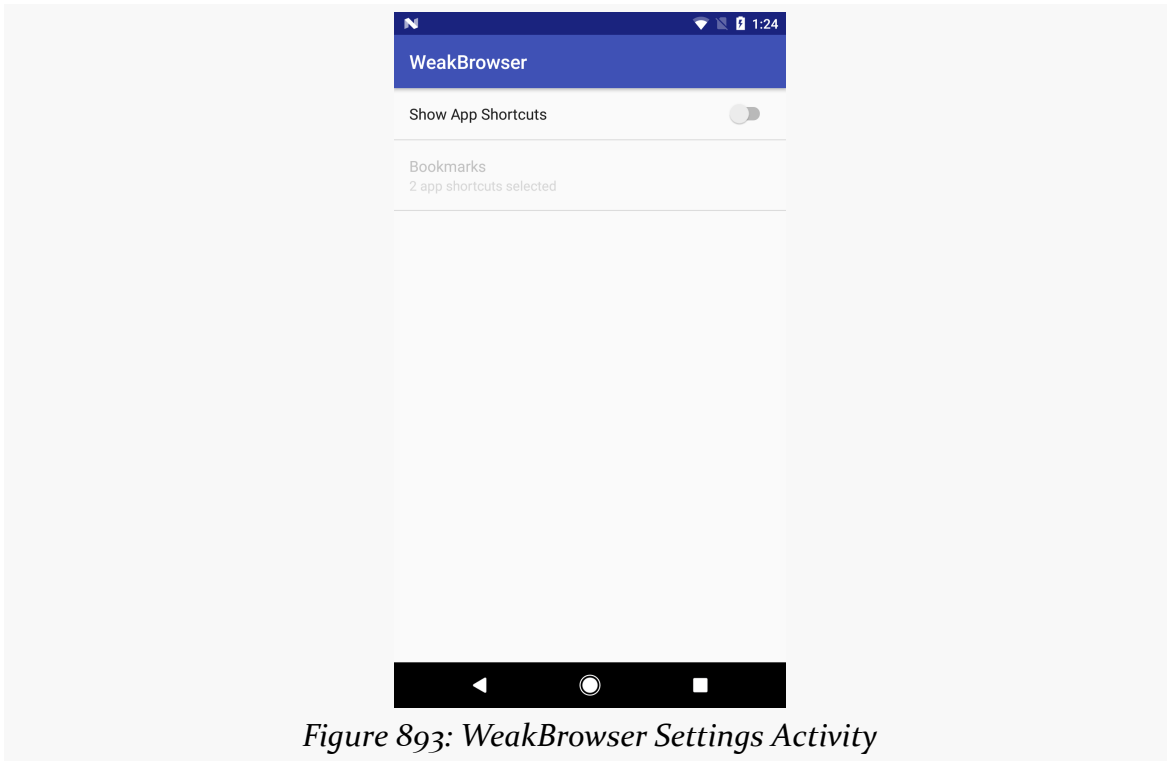 1:24
WeakBrowser
Show App Shortcuts
Bookmarks
2 app shortcuts selected
Figure 893: WeakBrowser Settings Activity